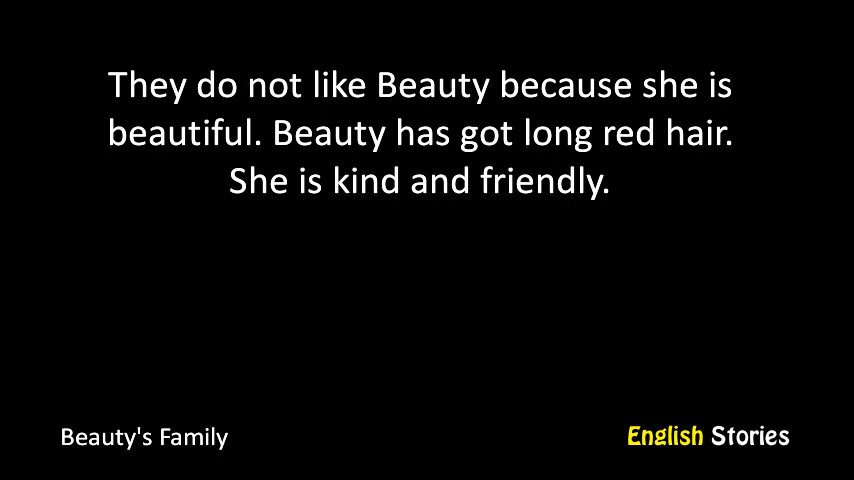 They do not like Beauty because she is
beautiful. Beauty has got long red hair.
She is kind and friendly.
Beauty's Family
English Stories